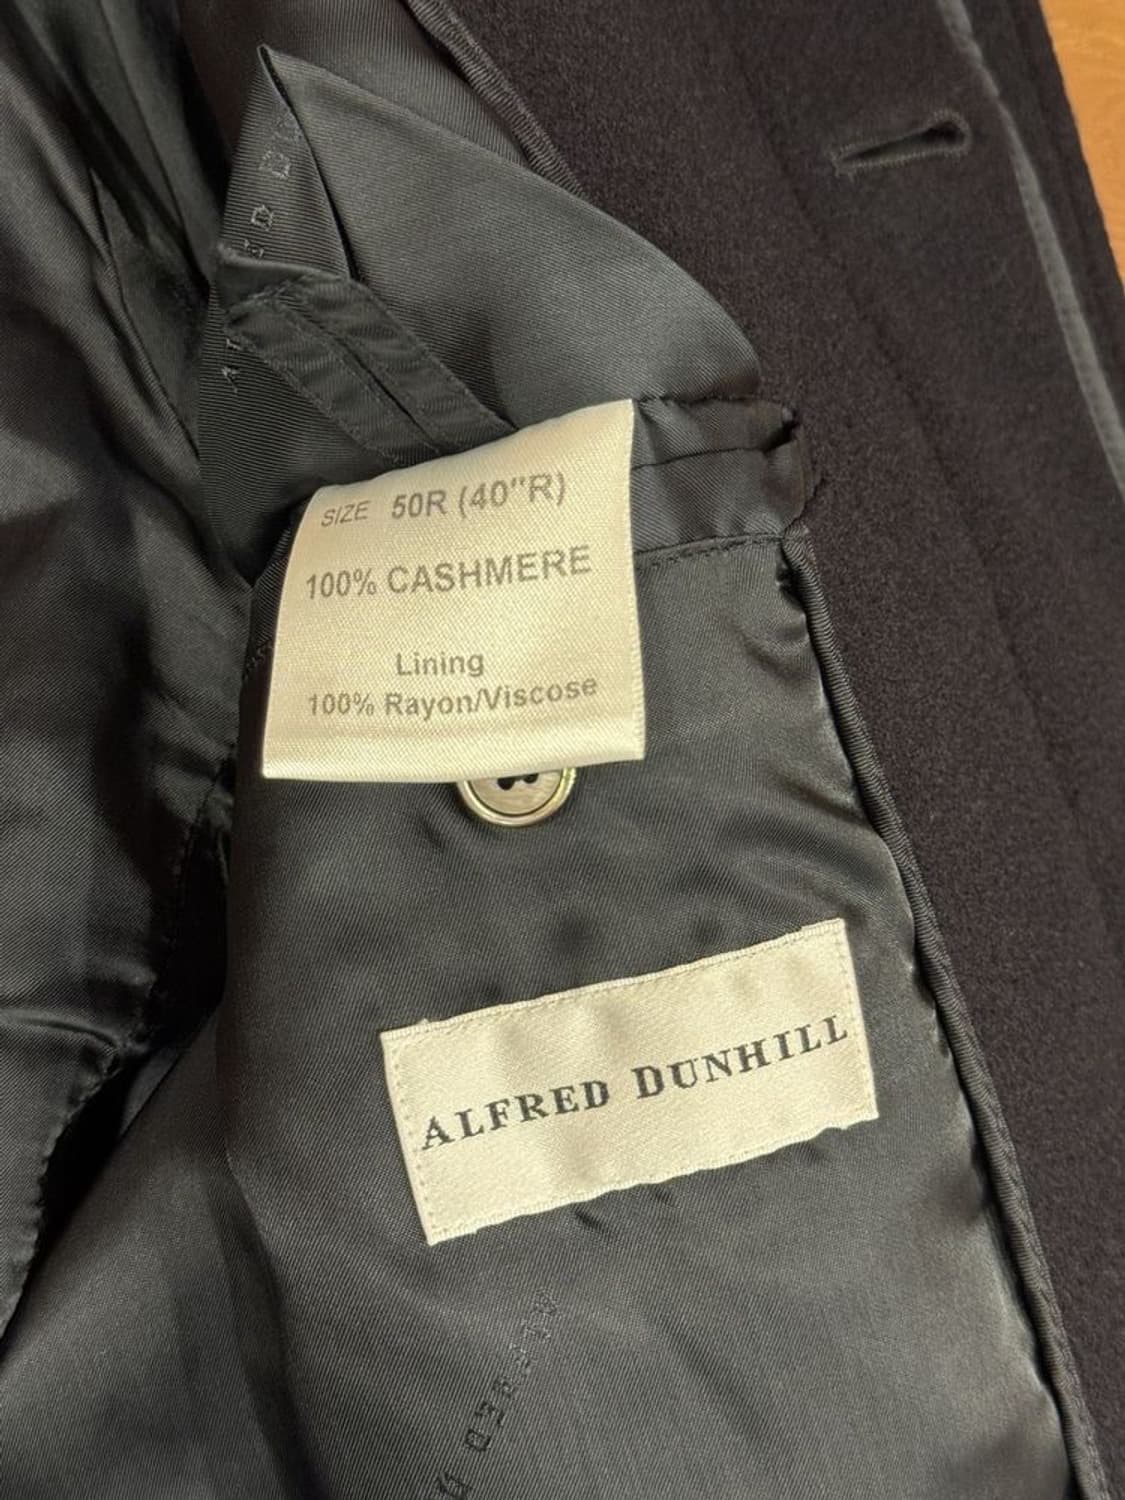 SIZE 50R (40"R)
100% CASHMERE
Lining
100% Rayon/Viscose
ALFRED DUNHILL